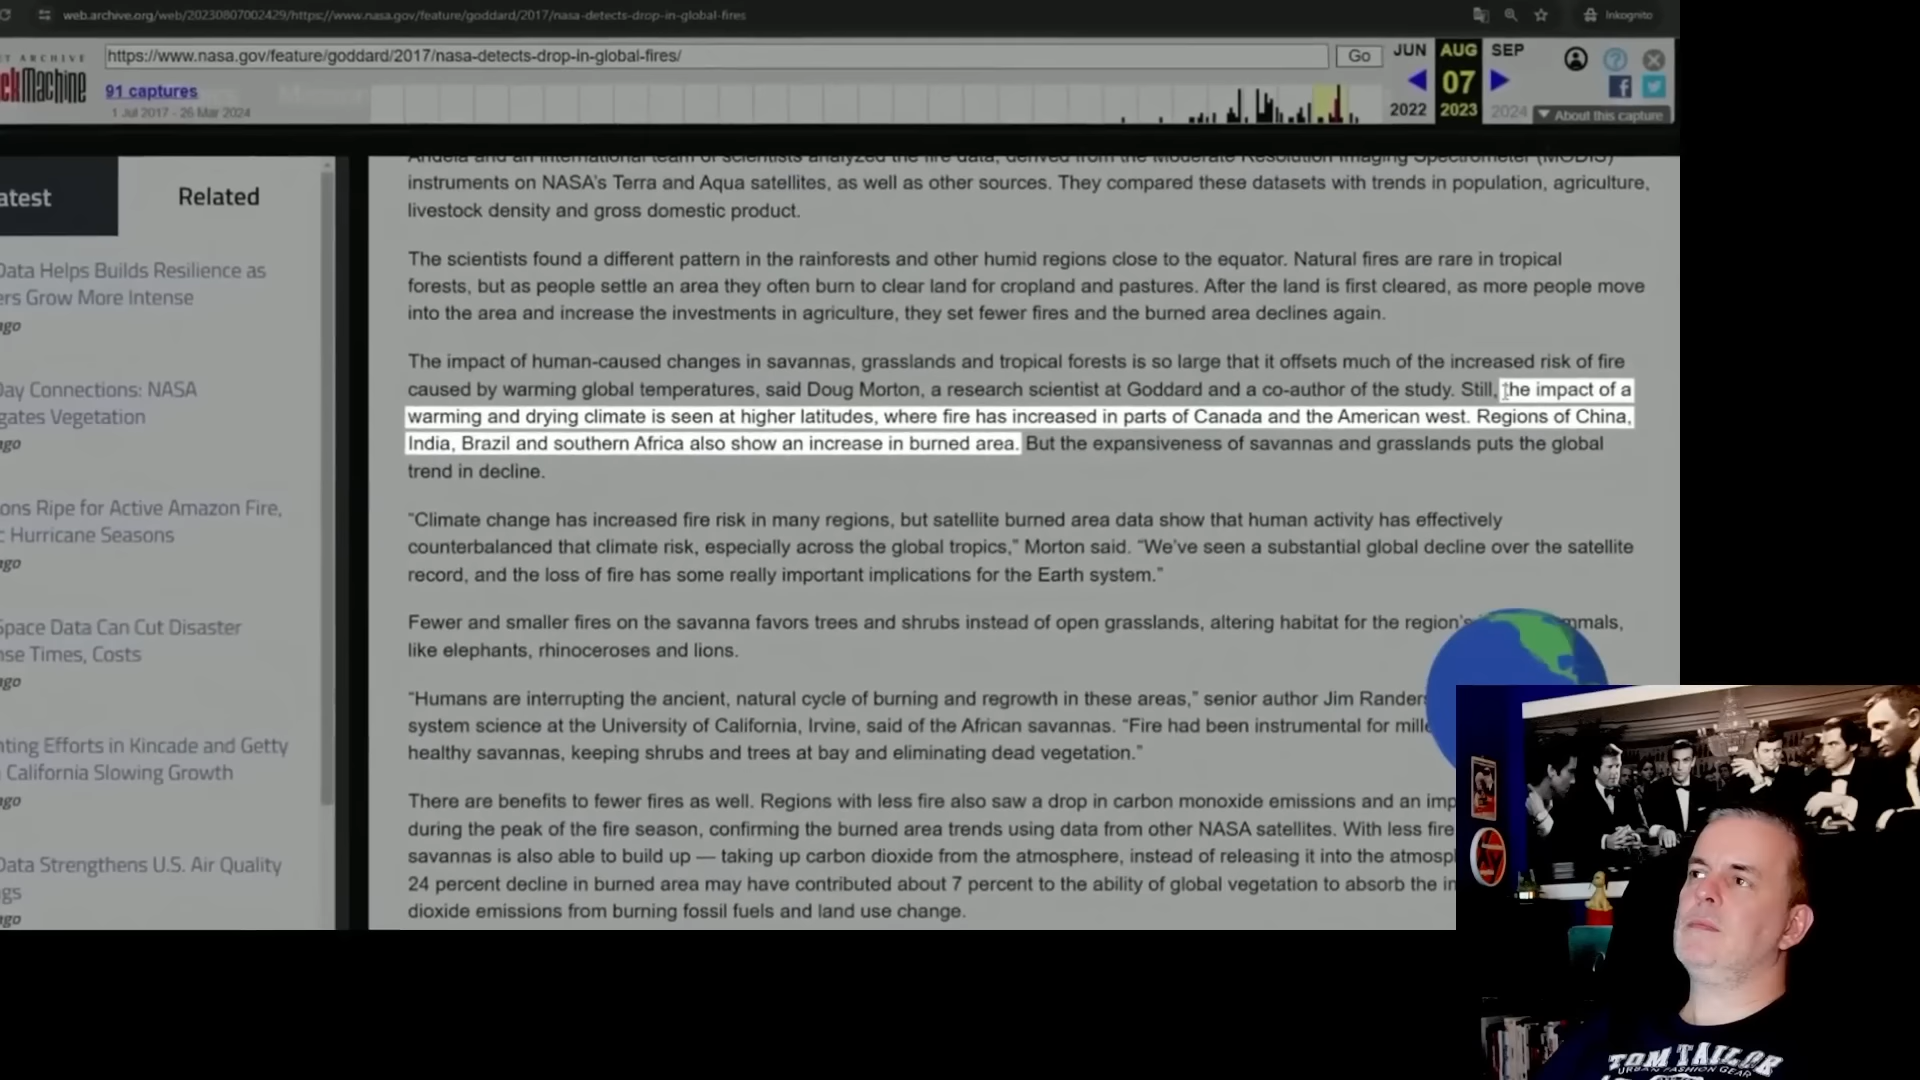 web.archive.org/web/20230807002429/https://www.nasa.gov/feature/goddard/2017/nasa-detects-drop-in-global-fires
Inkognito
https://www.nasa.gov/feature/goddard/2017/nasa-detects-drop-in-global-fires/
Go
JUN
AUG
SEP
91 captures
07
1 Jul 2017 - 26 Mar 2024
2022
2023
2024
About this capture
Related
instruments on NASA's Terra and Aqua satellites, as well as other sources. They compared these datasets with trends in population, agriculture,
livestock density and gross domestic product.
The scientists found a different pattern in the rainforests and other humid regions close to the equator. Natural fires are rare in tropical
forests, but as people settle an area they often burn to clear land for cropland and pastures. After the land is first cleared, as more people move
into the area and increase the investments in agriculture, they set fewer fires and the burned area declines again.
The impact of human-caused changes in savannas, grasslands and tropical forests is so large that it offsets much of the increased risk of fire
caused by warming global temperatures, said Doug Morton, a research scientist at Goddard and a co-author of the study. Still, the impact of a
warming and drying climate is seen at higher latitudes, where fire has increased in parts of Canada and the American west. Regions of China,
India, Brazil and southern Africa also show an increase in burned area. But the expansiveness of savannas and grasslands puts the global
trend in decline.
“Climate change has increased fire risk in many regions, but satellite burned area data show that human activity has effectively
counterbalanced that climate risk, especially across the global tropics,” Morton said. “We’ve seen a substantial global decline over the satellite
record, and the loss of fire has some really important implications for the Earth system.”
Fewer and smaller fires on the savanna favors trees and shrubs instead of open grasslands, altering habitat for the region's
like elephants, rhinoceroses and lions.
“Humans are interrupting the ancient, natural cycle of burning and regrowth in these areas,” senior author Jim
system science at the University of California, Irvine, said of the African savannas. “Fire had been instrumental for
healthy savannas, keeping shrubs and trees at bay and eliminating dead vegetation.”
There are benefits to fewer fires as well. Regions with less fire also saw a drop in carbon monoxide emissions and an
during the peak of the fire season, confirming the burned area trends using data from other NASA satellites. With less fire
savannas is also able to build up — taking up carbon dioxide from the atmosphere, instead of releasing it into the
24 percent decline in burned area may have contributed about 7 percent to the ability of global vegetation to absorb the
dioxide emissions from burning fossil fuels and land use change.
Data Helps Builds Resilience as
Grow More Intense
Day Connections: NASA
Vegetation
Ripe for Active Amazon Fire,
Hurricane Seasons
Space Data Can Cut Disaster
Times, Costs
Efforts in Kincade and Getty
California Slowing Growth
Data Strengthens U.S. Air Quality
TOM TAILOR
URBAN FASHION GEAR